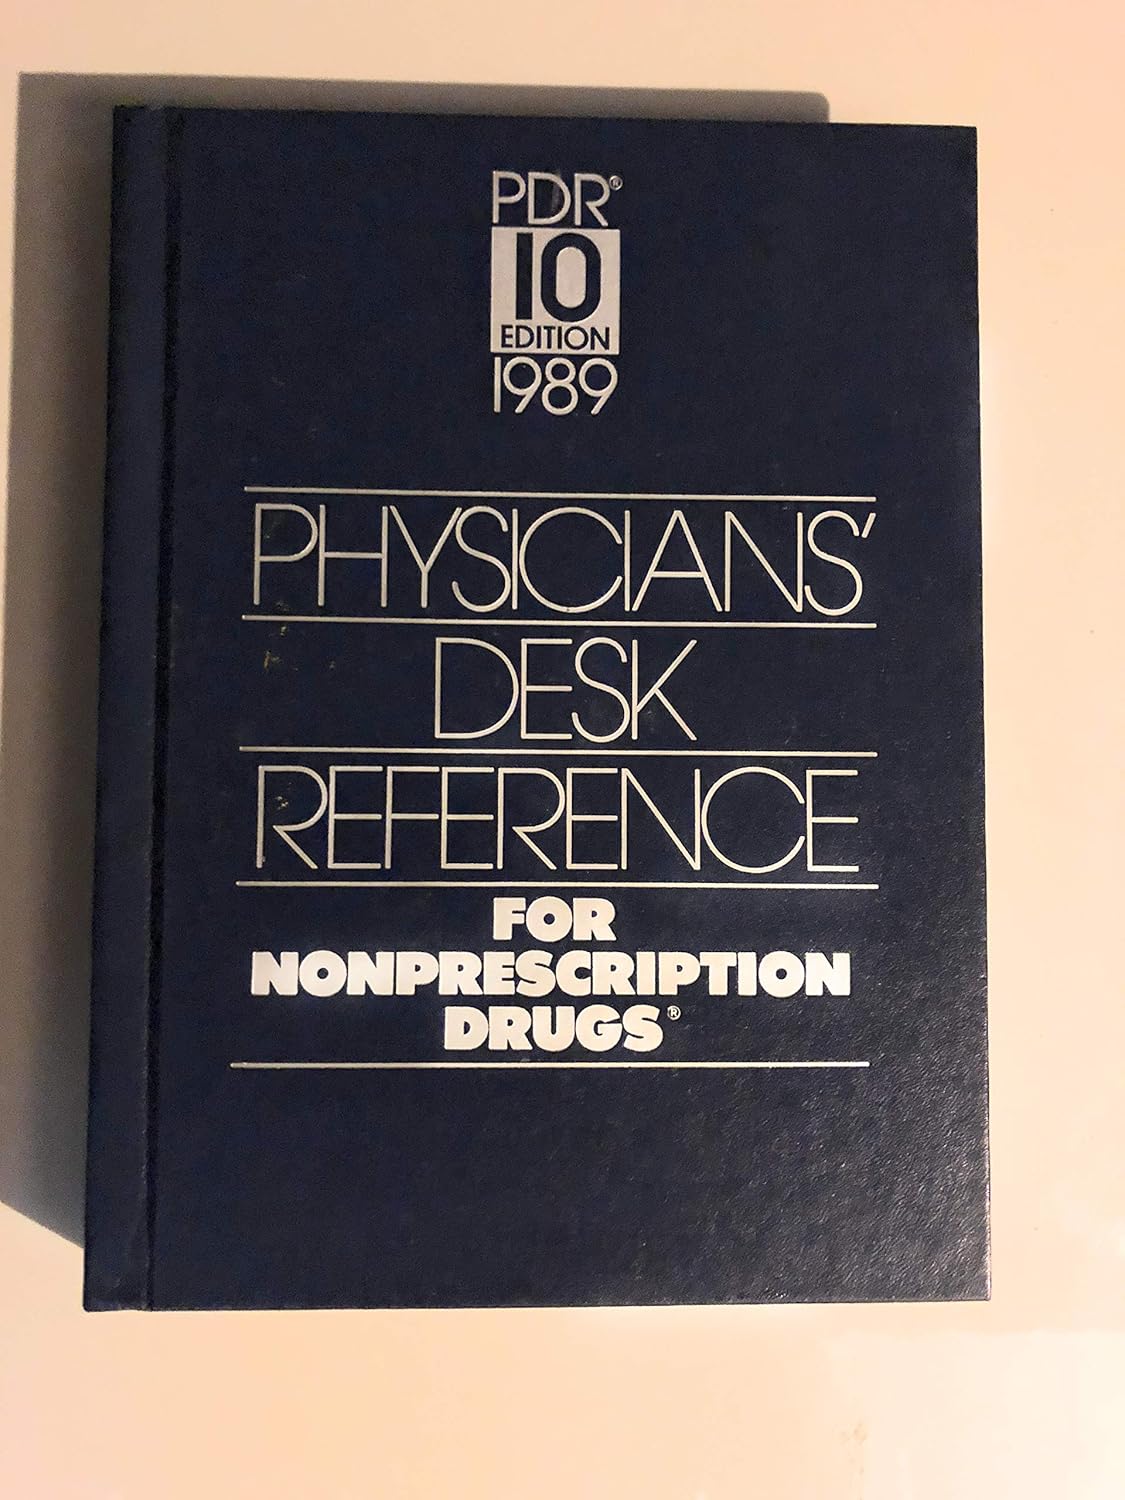 PDR®
10
EDITION
1989
PHYSICIANS'
DESK
REFERENCE
FOR
NONPRESCRIPTION
DRUGS®